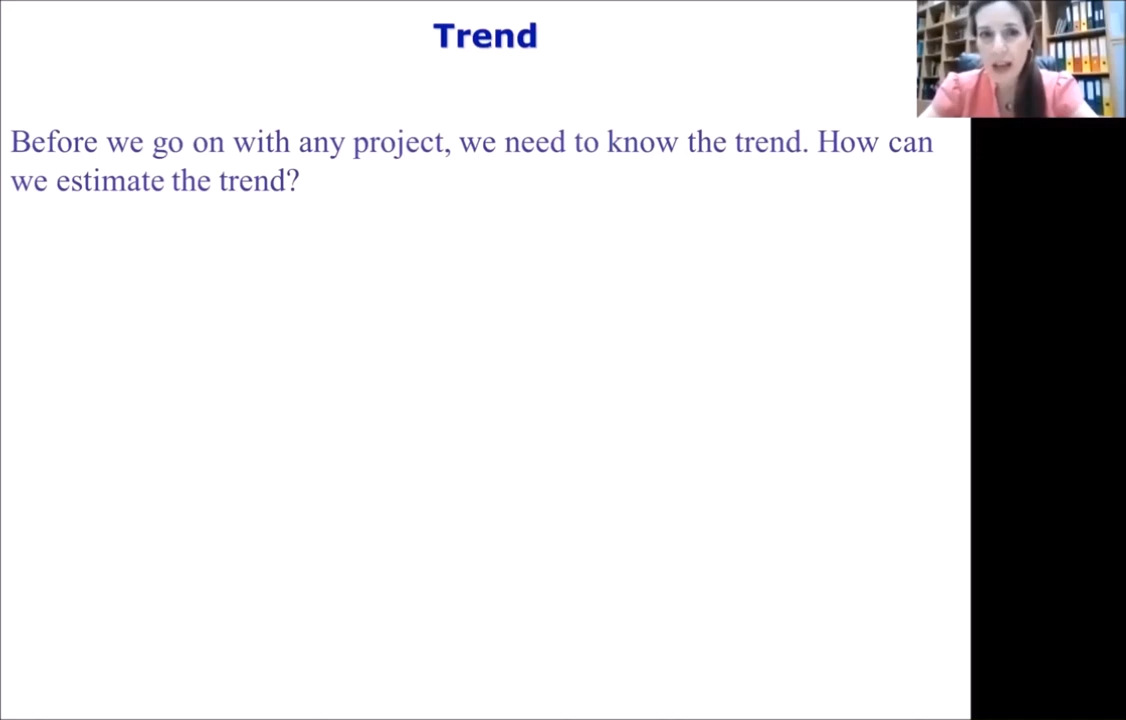 Trend
Before we go on with any project, we need to know the trend. How can
we estimate the trend?